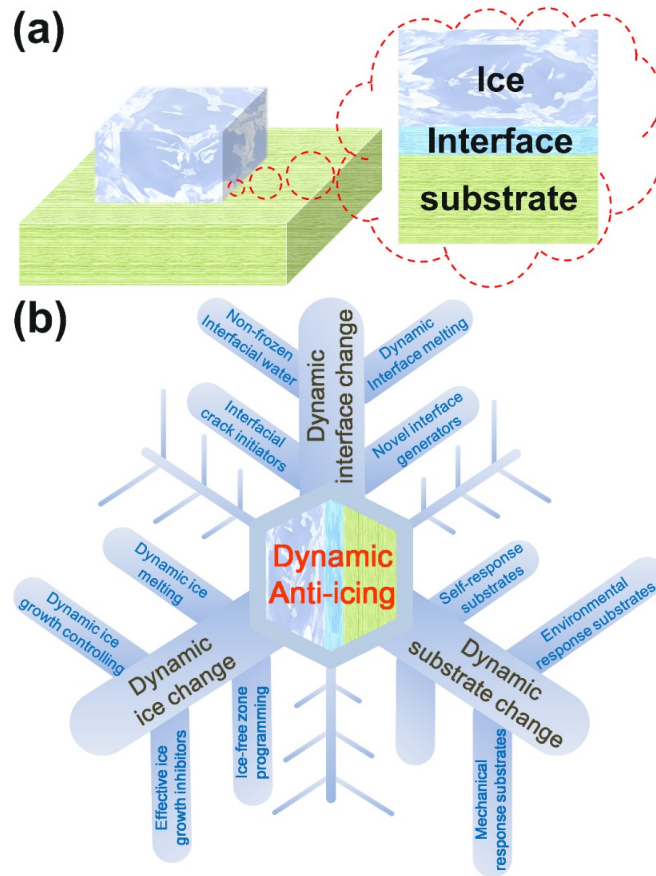 (a)
Ice
Interface
substrate
(b)
Non-frozen
Interfacial water
Dynamic
interface change
Dynamic
Interface melting
Interfacial
crack initiators
Novel interface
generators
Dynamic
Anti-icing
Dynamic ice
melting
Dynamic ice
growth controlling
Dynamic
ice change
Effective ice
growth inhibitors
Ice-free zone
programming
Self-response
substrates
Environmental
response substrates
Dynamic
substrate change
Mechanical
response substrates